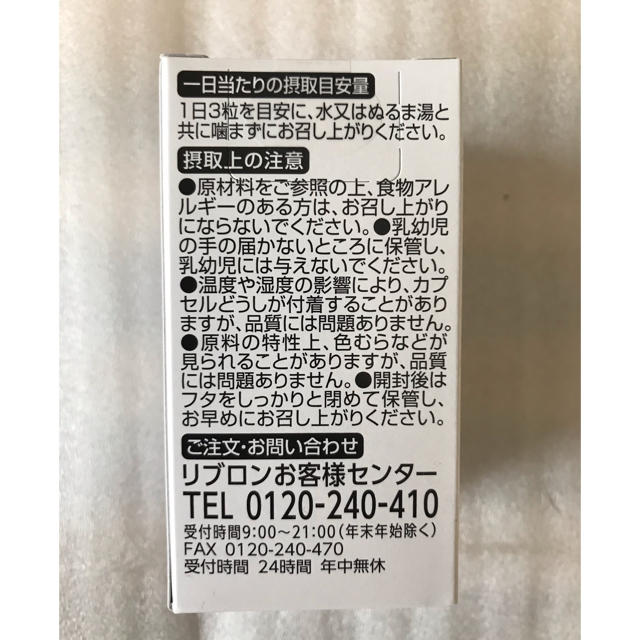 一日当たりの摂取目安量
1日3粒を目安に、水又はぬるま湯と
共に噛まずにお召し上がりください。
摂取上の注意
●原材料をご参照の上、食物アレ
ルギーのある方は、お召し上がり
にならないでください。●乳幼児
の手の届かないところに保管し、
乳幼児には与えないでください。
●温度や湿度の影響により、カプ
セルどうしが付着することがあり
ますが、品質には問題ありません。
●原料の特性上、色むらなどが
見られることがありますが、品質
には問題ありません。●開封後は
フタをしっかりと閉めて保管し、
お早めにお召し上がりください。
ご注文・お問い合わせ
リブロンお客様センター
TEL 0120-240-410
受付時間9:00～21:00(年末年始除く)
FAX 0120-240-470
受付時間 24時間 年中無休